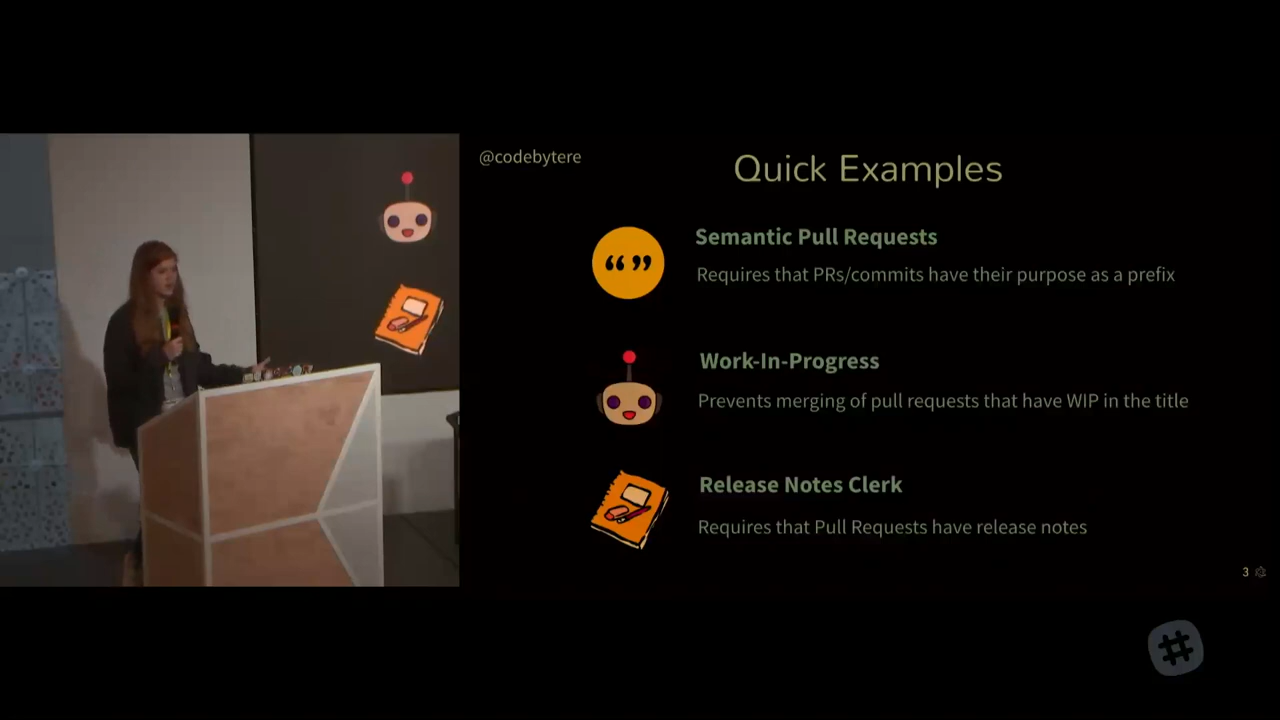 @codebytere
Quick Examples
“ ”
Semantic Pull Requests
Requires that PRs/commits have their purpose as a prefix
Work-In-Progress
Prevents merging of pull requests that have WIP in the title
Release Notes Clerk
Requires that Pull Requests have release notes
3
#